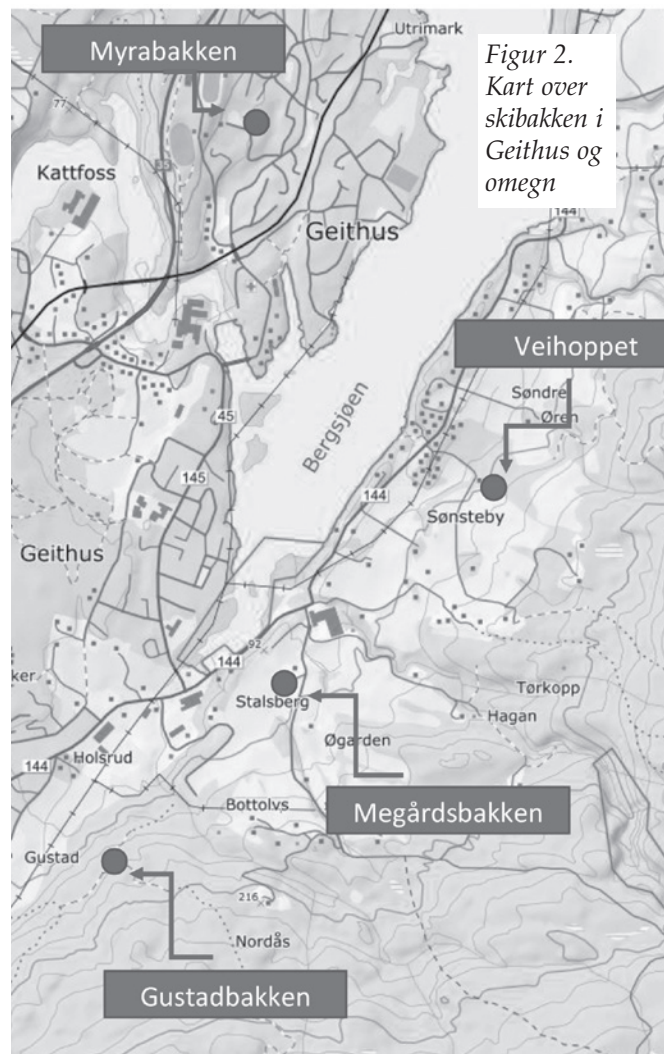 Utrimark
Myrabakken
Figur 2.
Kart over
skibakken i
Geithus og
omegn
77
Kattfoss
Geithus
144
Veihoppet
Søndre
Øren
Bergsjøen
45
145
144
Sønsteby
Geithus
92
144
ker
Stalsberg
Tørkopp
Hagan
Øgarden
144
Holsrud
Bottolvs
Megårdsbakken
Gustad
216
Nordås
Gustadbakken